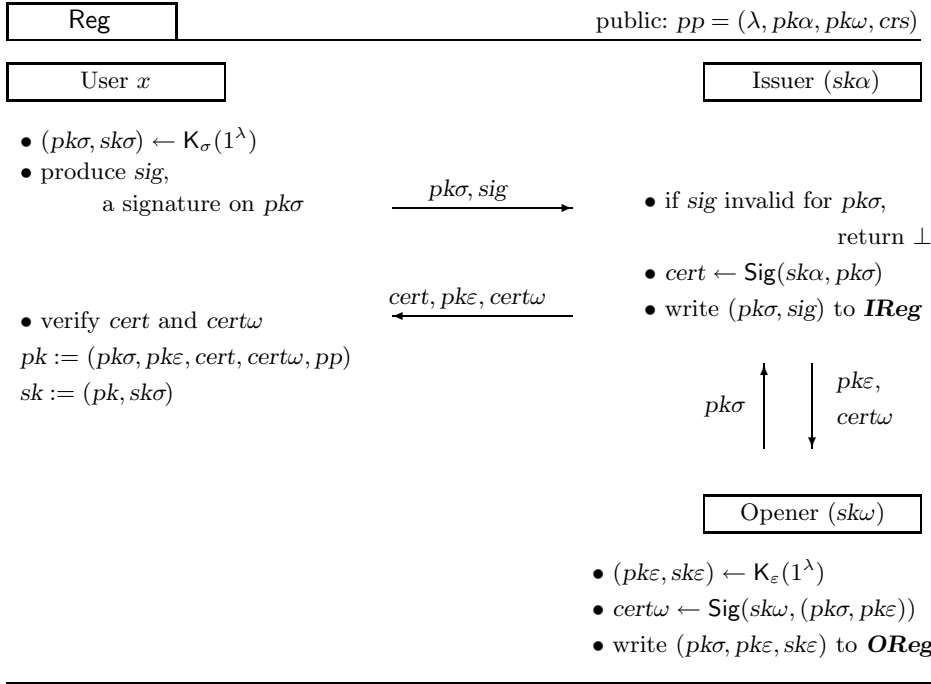 Reg
public: pp = (λ, pkα, pkω, crs)
User x
Issuer (skα)
• (pkσ, skσ) ← K_σ(1^λ)
• produce sig,
a signature on pkσ
pkσ, sig
• if sig invalid for pkσ,
return ⊥
• cert ← Sig(skα, pkσ)
• write (pkσ, sig) to IReg
cert, pkε, certω
• verify cert and certω
pk := (pkσ, pkε, cert, certω, pp)
sk := (pk, skσ)
pkσ
pkε,
certω
Opener (skω)
• (pkε, skε) ← K_ε(1^λ)
• certω ← Sig(skω, (pkσ, pkε))
• write (pkσ, pkε, skε) to OReg